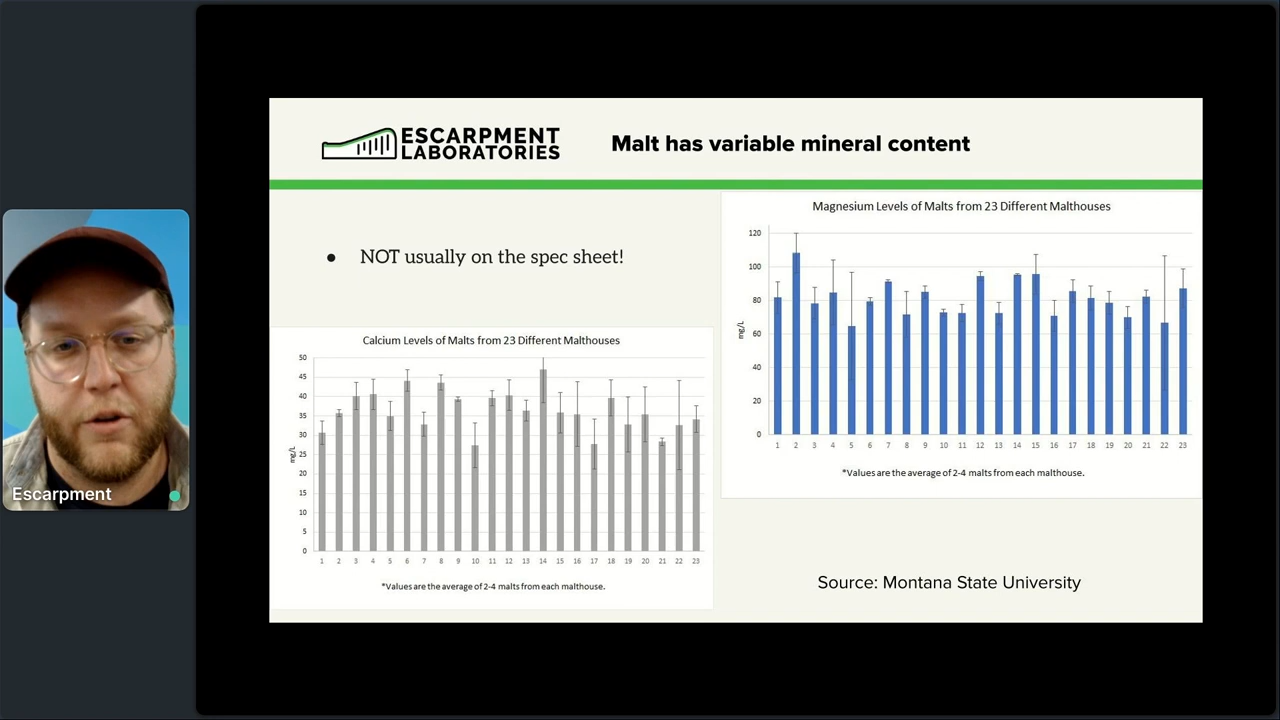 ESCARPMENT
LABORATORIES
Malt has variable mineral content
● NOT usually on the spec sheet!
Calcium Levels of Malts from 23 Different Malthouses
50
45
40
35
30
25
20
15
10
5
0
mg/L
1 2 3 4 5 6 7 8 9 10 11 12 13 14 15 16 17 18 19 20 21 22 23
*Values are the average of 2-4 malts from each malthouse.
Magnesium Levels of Malts from 23 Different Malthouses
120
100
80
60
40
20
0
mg/L
1 2 3 4 5 6 7 8 9 10 11 12 13 14 15 16 17 18 19 20 21 22 23
*Values are the average of 2-4 malts from each malthouse.
Source: Montana State University
Escarpment